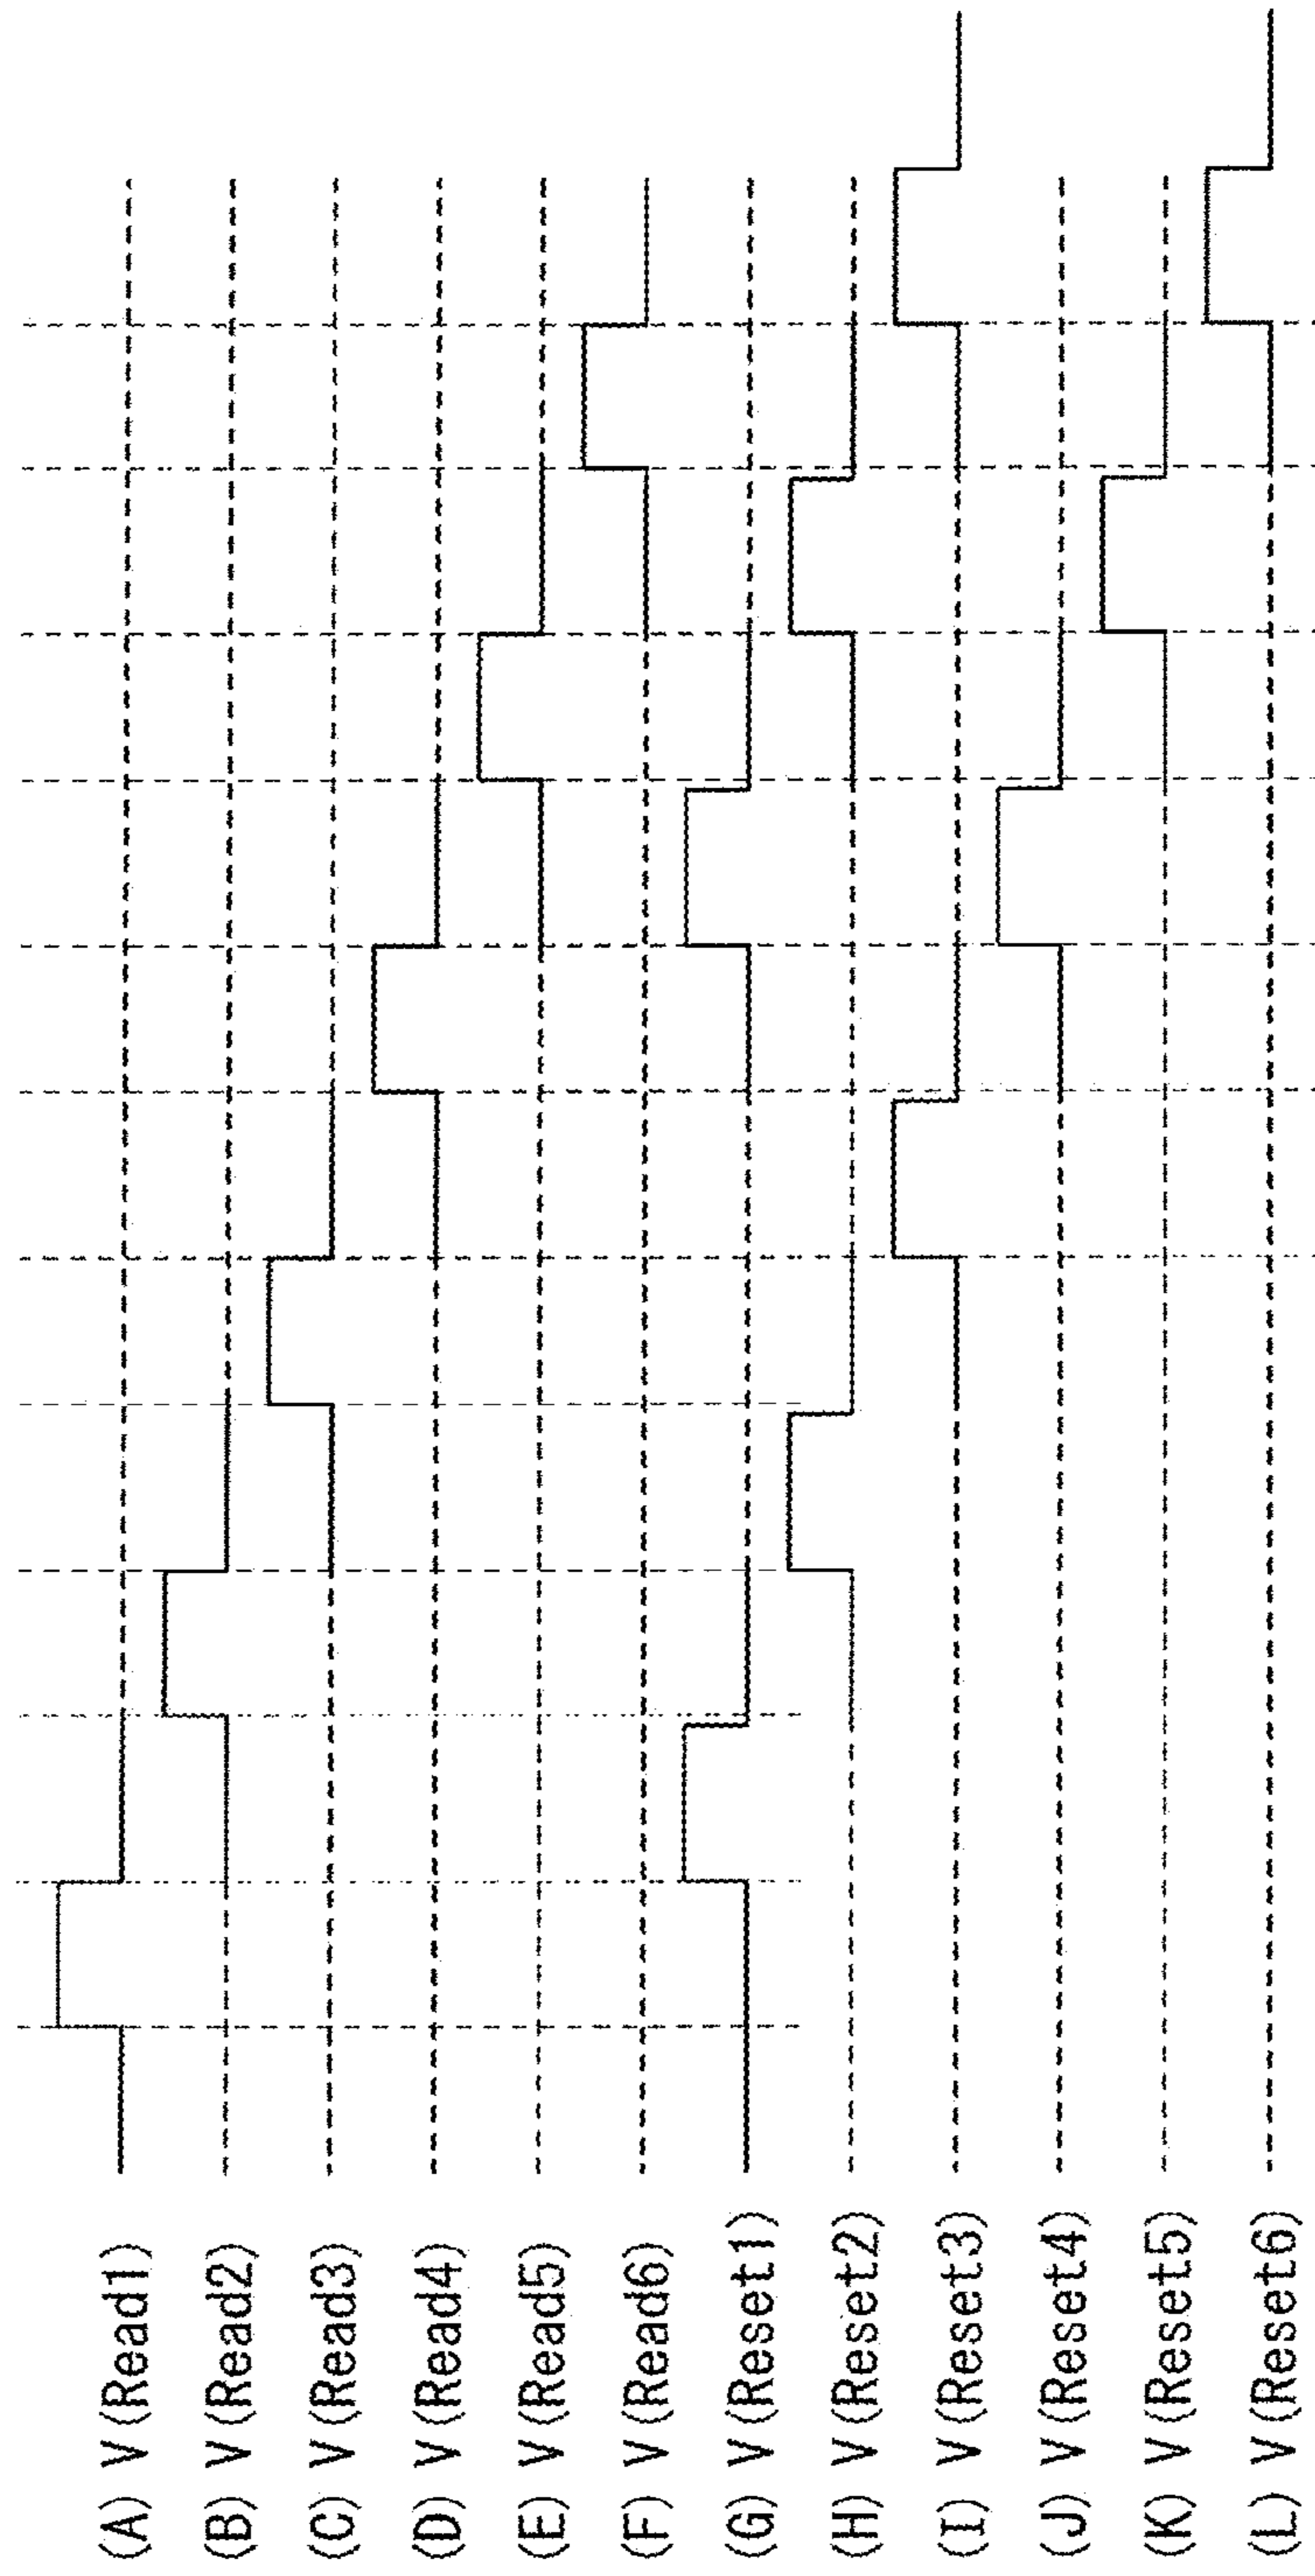 (A) V (Read1)
(B) V (Read2)
(C) V (Read3)
(D) V (Read4)
(E) V (Read5)
(F) V (Read6)
(G) V (Reset1)
(H) V (Reset2)
(I) V (Reset3)
(J) V (Reset4)
(K) V (Reset5)
(L) V (Reset6)